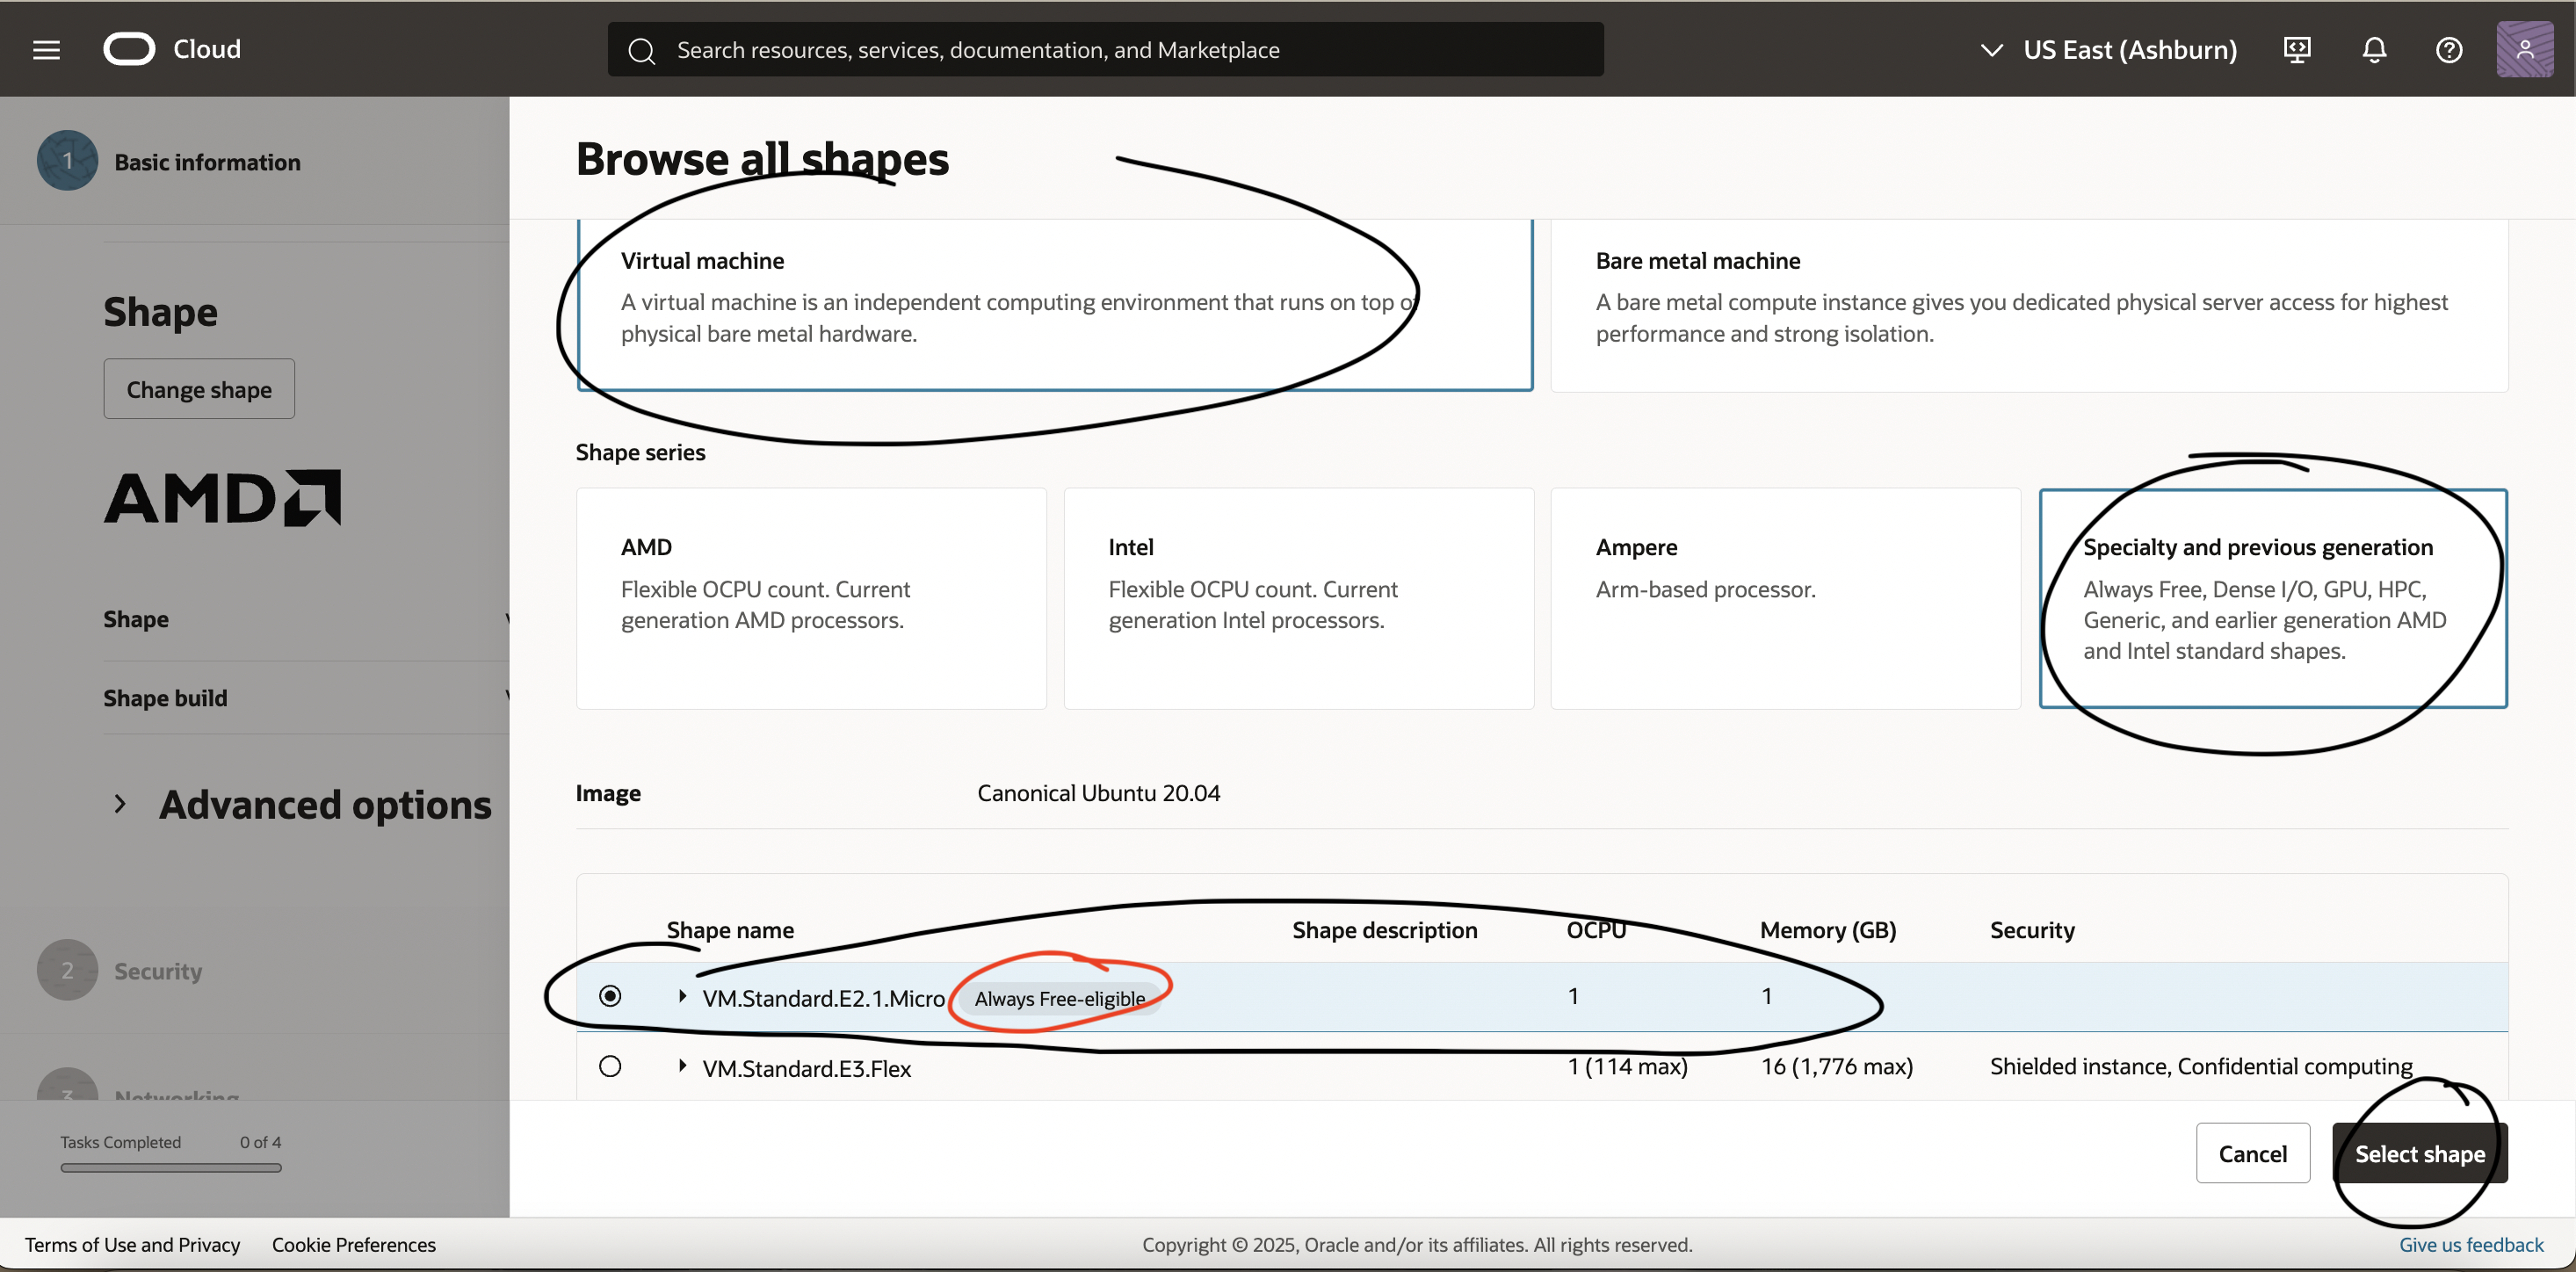 Cloud
Search resources, services, documentation, and Marketplace
US East (Ashburn)
1
Basic information
Shape
Change shape
AMD
Shape
Shape build
Advanced options
2
Security
3
Networking
Tasks Completed
0 of 4
Browse all shapes
Virtual machine
A virtual machine is an independent computing environment that runs on top of
physical bare metal hardware.
Bare metal machine
A bare metal compute instance gives you dedicated physical server access for highest
performance and strong isolation.
Shape series
AMD
Flexible OCPU count. Current
generation AMD processors.
Intel
Flexible OCPU count. Current
generation Intel processors.
Ampere
Arm-based processor.
Specialty and previous generation
Always Free, Dense I/O, GPU, HPC,
Generic, and earlier generation AMD
and Intel standard shapes.
Image Canonical Ubuntu 20.04
Shape name Shape description OCPU Memory (GB) Security
VM.Standard.E2.1.Micro Always Free-eligible 1 1
VM.Standard.E3.Flex 1 (114 max) 16 (1,776 max) Shielded instance, Confidential computing
Cancel
Select shape
Terms of Use and Privacy
Cookie Preferences
Copyright © 2025, Oracle and/or its affiliates. All rights reserved.
Give us feedback